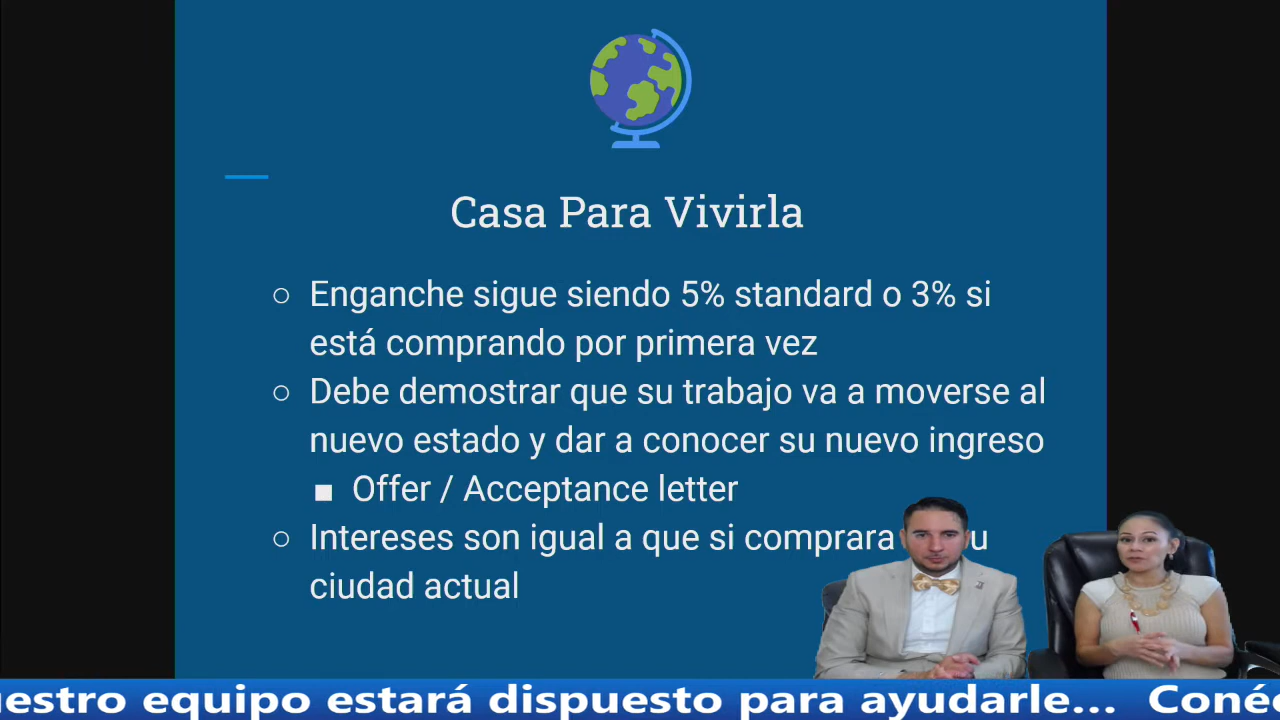 Casa Para Vivirla
Enganche sigue siendo 5% standard o 3% si
está comprando por primera vez
Debe demostrar que su trabajo va a moverse al
nuevo estado y dar a conocer su nuevo ingreso
Offer / Acceptance letter
Intereses son igual a que si comprara
ciudad actual
equipo estará dispuesto para ayudarle...